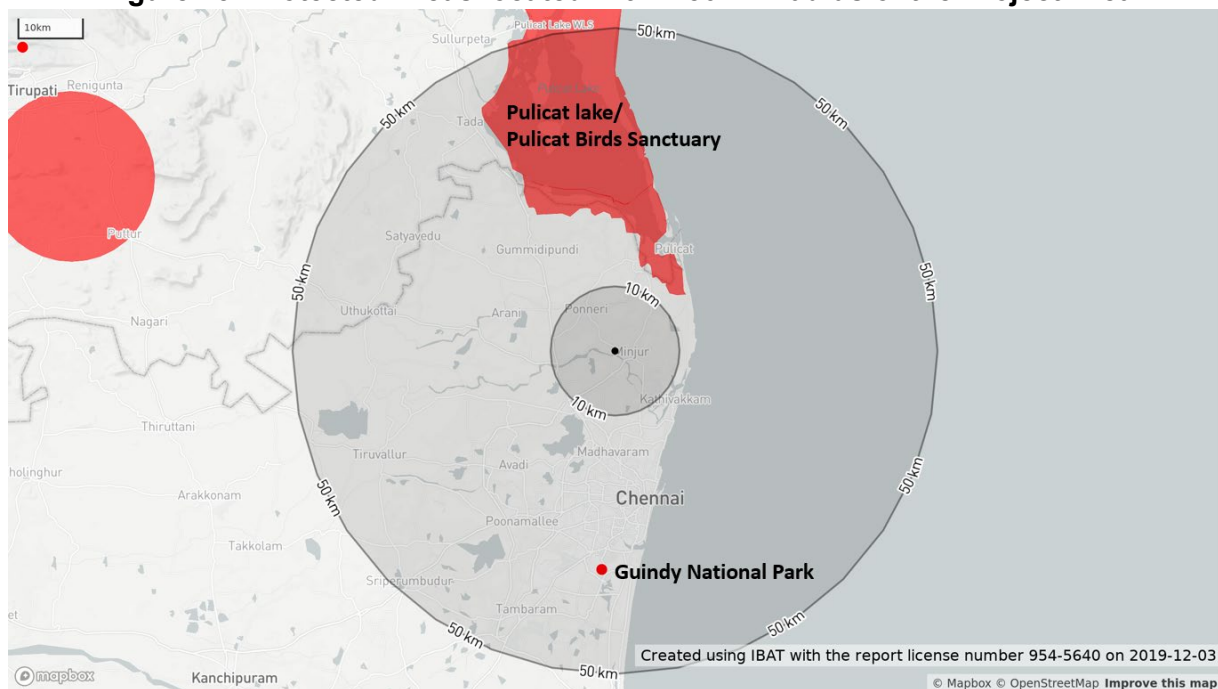 10km
Pulicat Lake WLS
50 km
Sullurpeta
Tirupati
Renigunta
50 km
50 km
Tada
Pulicat lake/
Pulicat Birds Sanctuary
Puttur
Satyavedu
Gummidipundi
Pulicat
50 km
50 km
10 km
Uthukottai
Arani
Ponneri
Nagari
Minjur
10 km
Kathivakkam
Thiruttani
Tiruvallur
Avadi
Madhavaram
holinghur
Arakkonam
50 km
50 km
Chennai
Poonamallee
Takkolam
Sriperumbudur
Guindy National Park
Tambaram
50 km
50 km
50 km
Created using IBAT with the report license number 954-5640 on 2019-12-03
Kanchipuram
mapbox
© Mapbox © OpenStreetMap Improve this map